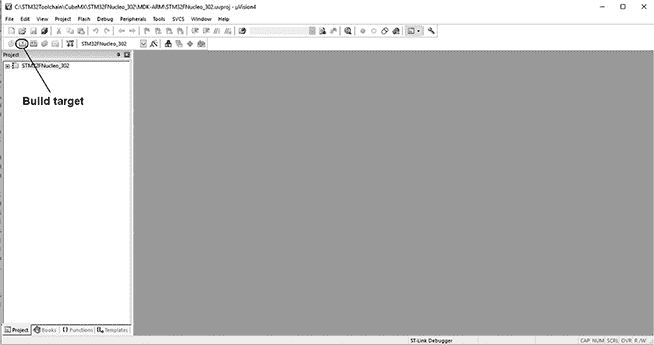 C:\STM32Toolchain\CubeMX\STM32FNucleo_302\MDK-ARM\STM32FNucleo_302.uvproj - µVision4
File Edit View Project Flash Debug Peripherals Tools SVCS Window Help
STM32FNucleo_302
Project
STM32FNucleo_302
Build target
Project Books Functions Templates
ST-Link Debugger CAP NUM SCRL OVR R/W